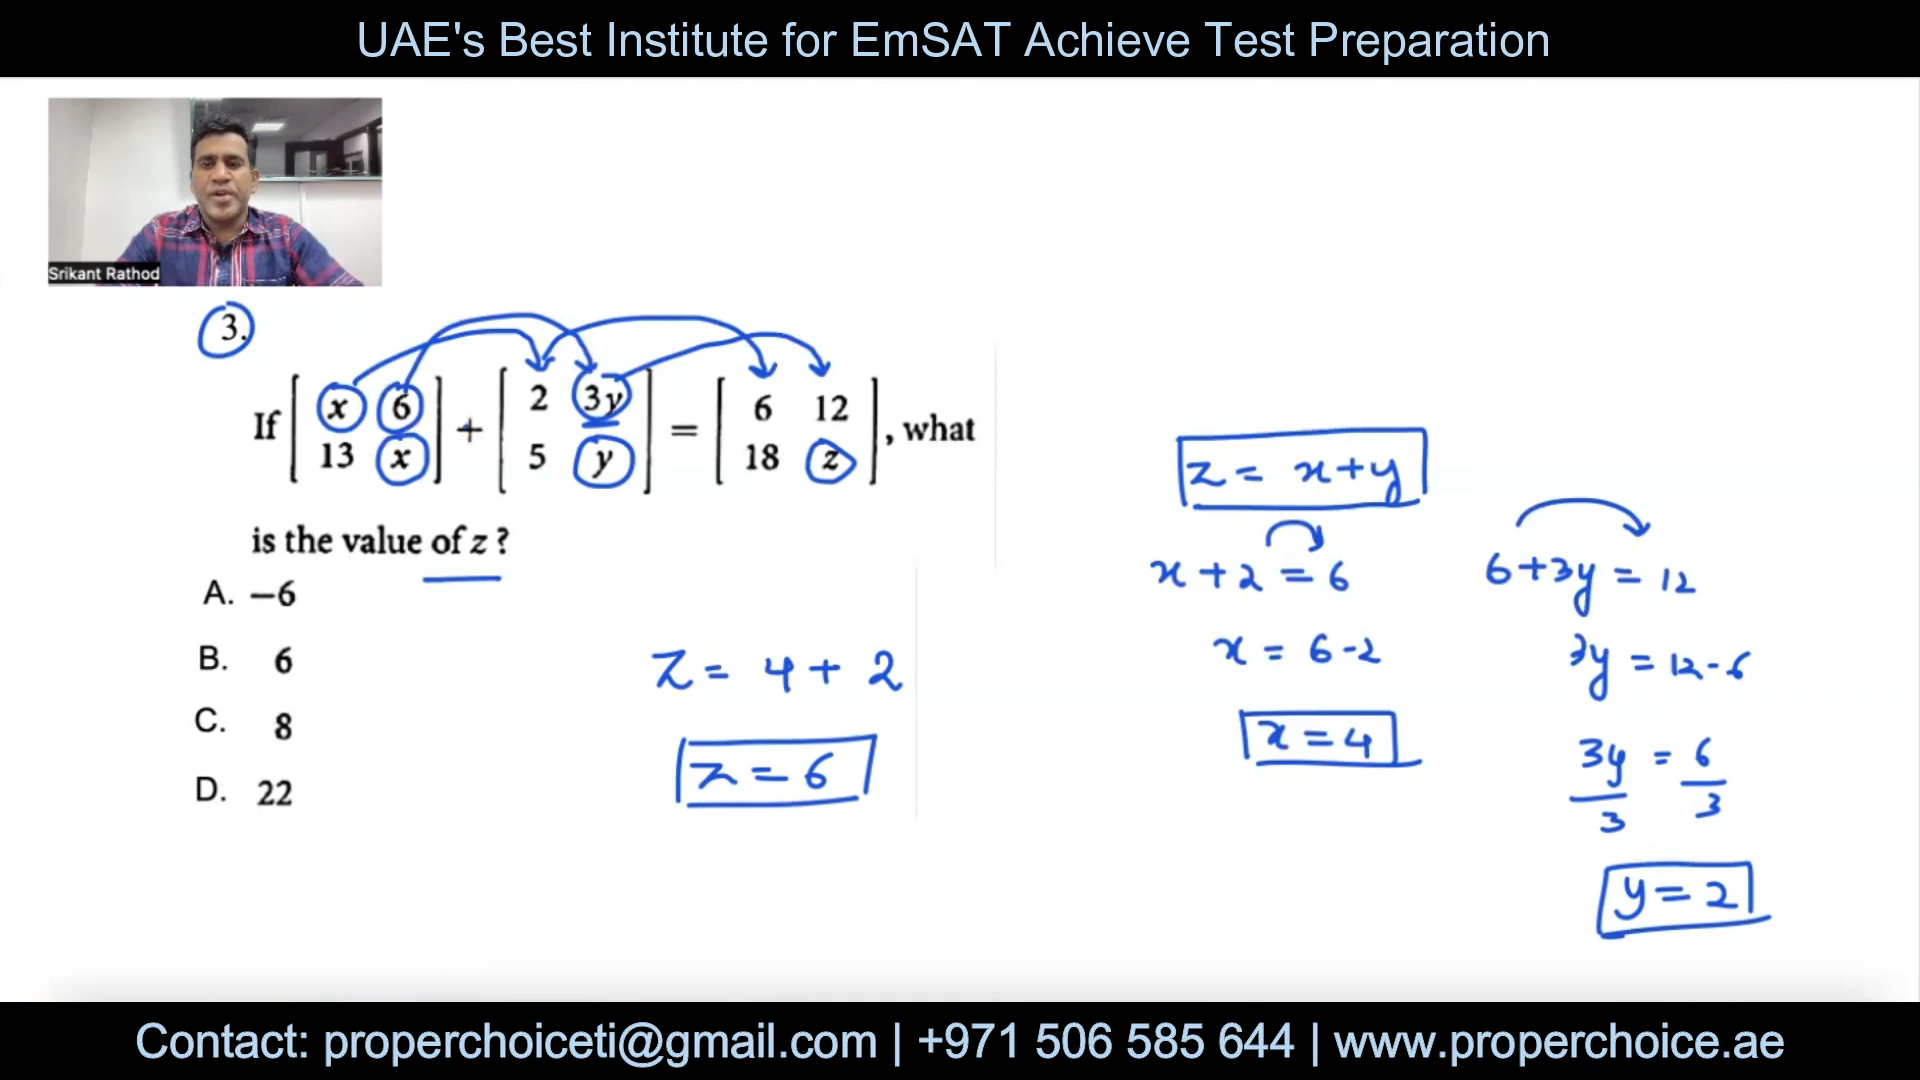 UAE's Best Institute for EmSAT Achieve Test Preparation
Srikant Rathod
3.
If [ x 6 ] + [ 2 3y ] = [ 6 12 ], what
13 x 5 y 18 z
is the value of z ?
A. −6
B. 6
C. 8
D. 22
z = 4 + 2
z = 6
z = x+y
x + 2 = 6
x = 6-2
x = 4
6+3y = 12
3y = 12-6
3y = 6
3 3
y = 2
Contact: properchoiceti@gmail.com | +971 506 585 644 | www.properchoice.ae